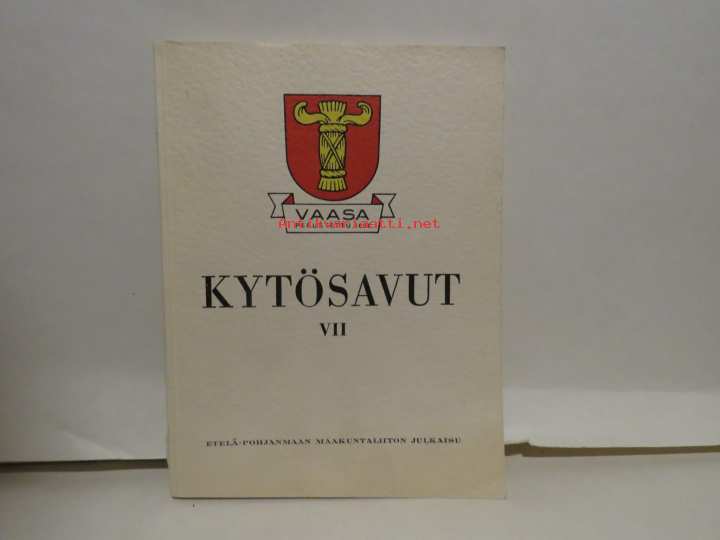 VAASA
Antikvariaatti.net
KYTÖSAVUT
VII
ETELÄ-POHJANMAAN MAAKUNTALIITON JULKAISU